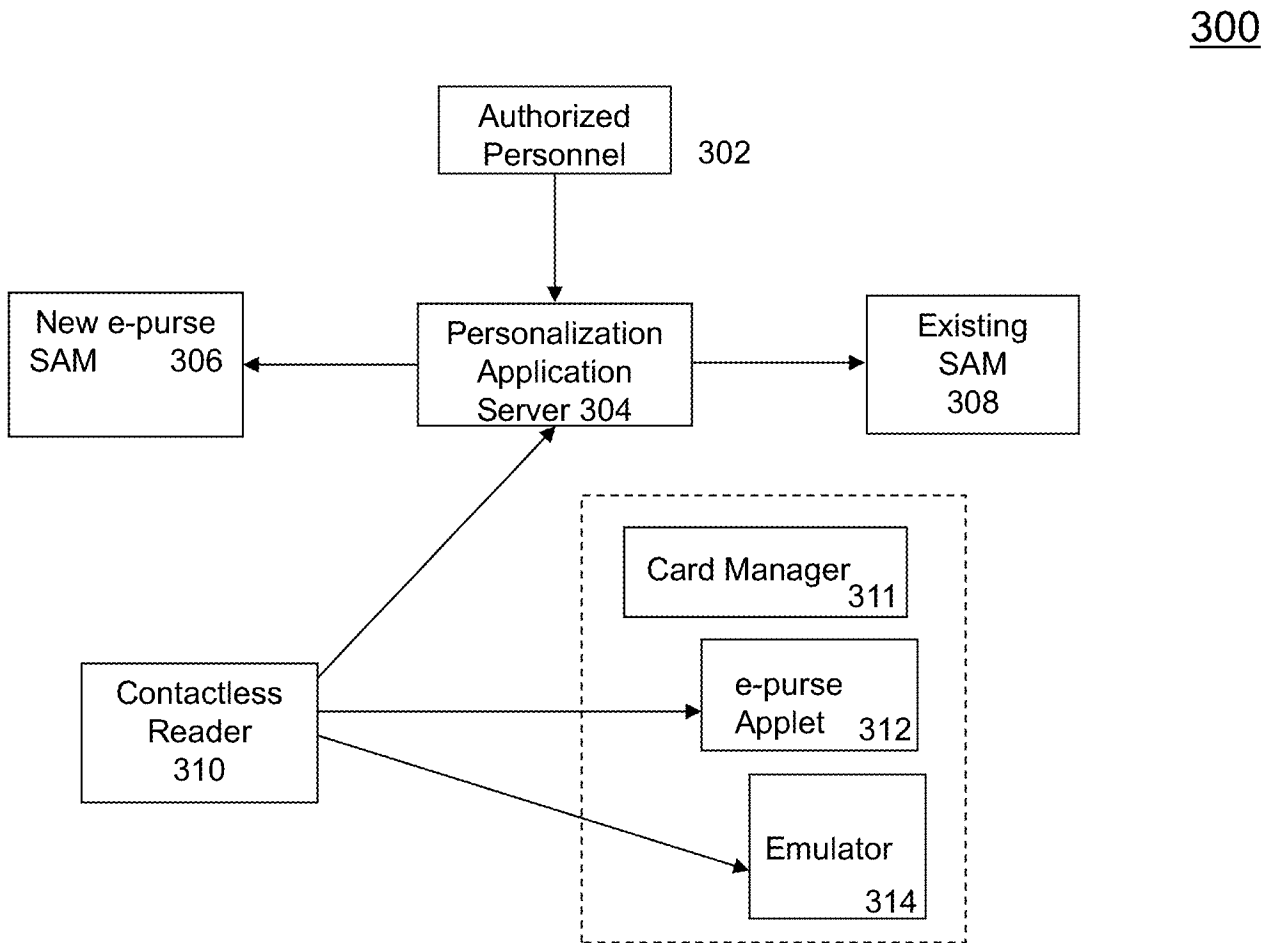 300
Authorized
Personnel
302
New e-purse
SAM 306
Personalization
Application
Server 304
Existing
SAM
308
Card Manager
311
Contactless
Reader
310
e-purse
Applet 312
Emulator
314